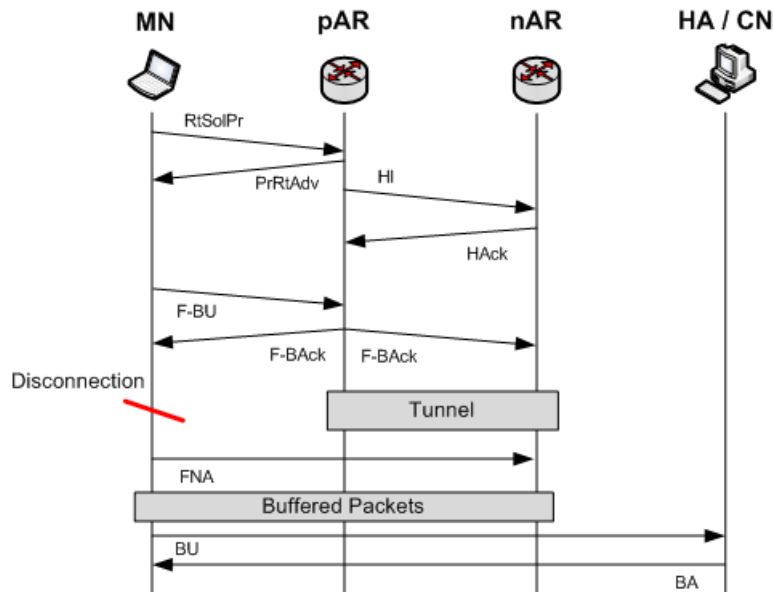 MN
pAR
nAR
HA / CN
RtSolPr
PrRtAdv
HI
HAck
F-BU
F-BAck
F-BAck
Disconnection
Tunnel
FNA
Buffered Packets
BU
BA